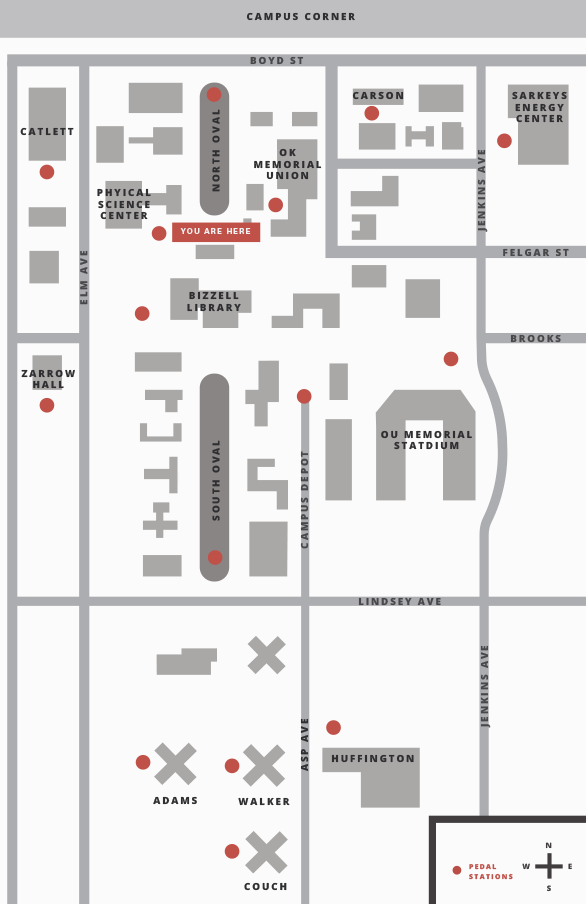 CAMPUS CORNER
BOYD ST
CARSON
SARKEYS
ENERGY
CENTER
CATLETT
NORTH OVAL
OK
MEMORIAL
UNION
JENKINS AVE
PHYICAL
SCIENCE
CENTER
YOU ARE HERE
FELGAR ST
ELM AVE
BIZZELL
LIBRARY
BROOKS
ZARROW
HALL
OU MEMORIAL
STATDIUM
SOUTH OVAL
CAMPUS DEPOT
LINDSEY AVE
JENKINS AVE
ASP AVE
HUFFINGTON
ADAMS
WALKER
COUCH
PEDAL
STATIONS
N
W
E
S